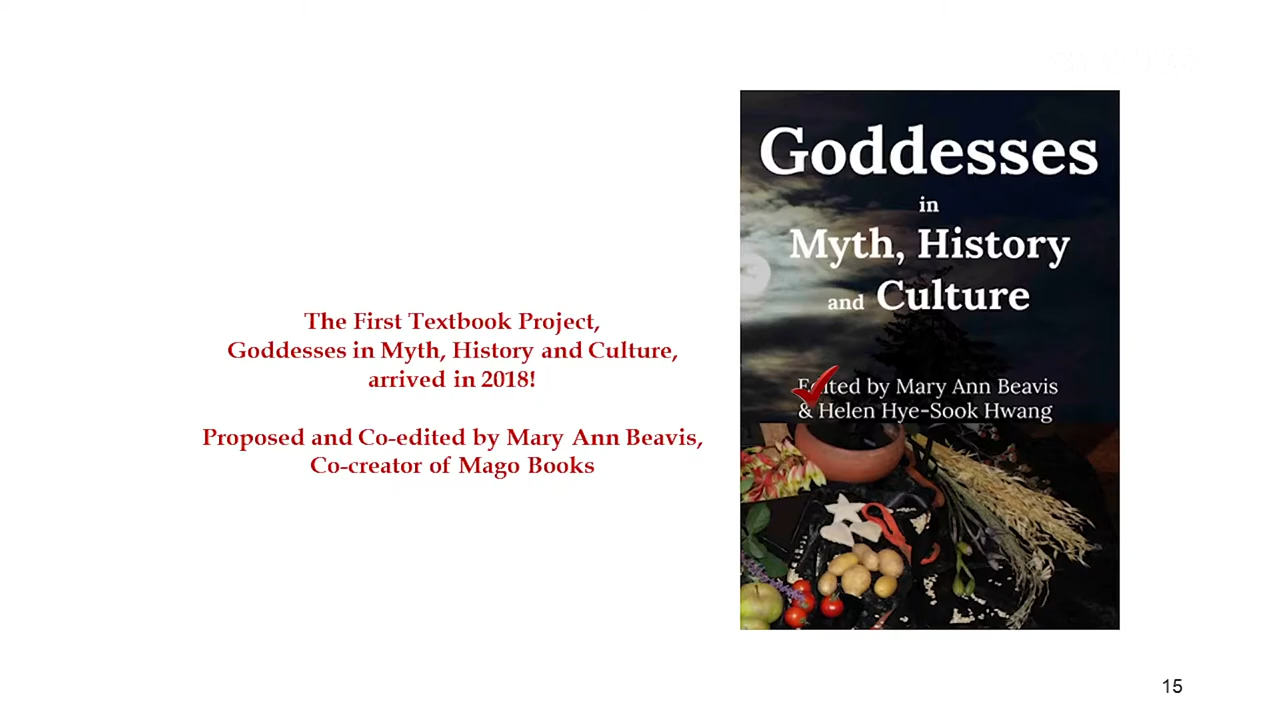 The First Textbook Project,
Goddesses in Myth, History and Culture,
arrived in 2018!
Proposed and Co-edited by Mary Ann Beavis,
Co-creator of Mago Books
Goddesses
in
Myth, History
and Culture
Edited by Mary Ann Beavis
& Helen Hye-Sook Hwang
15